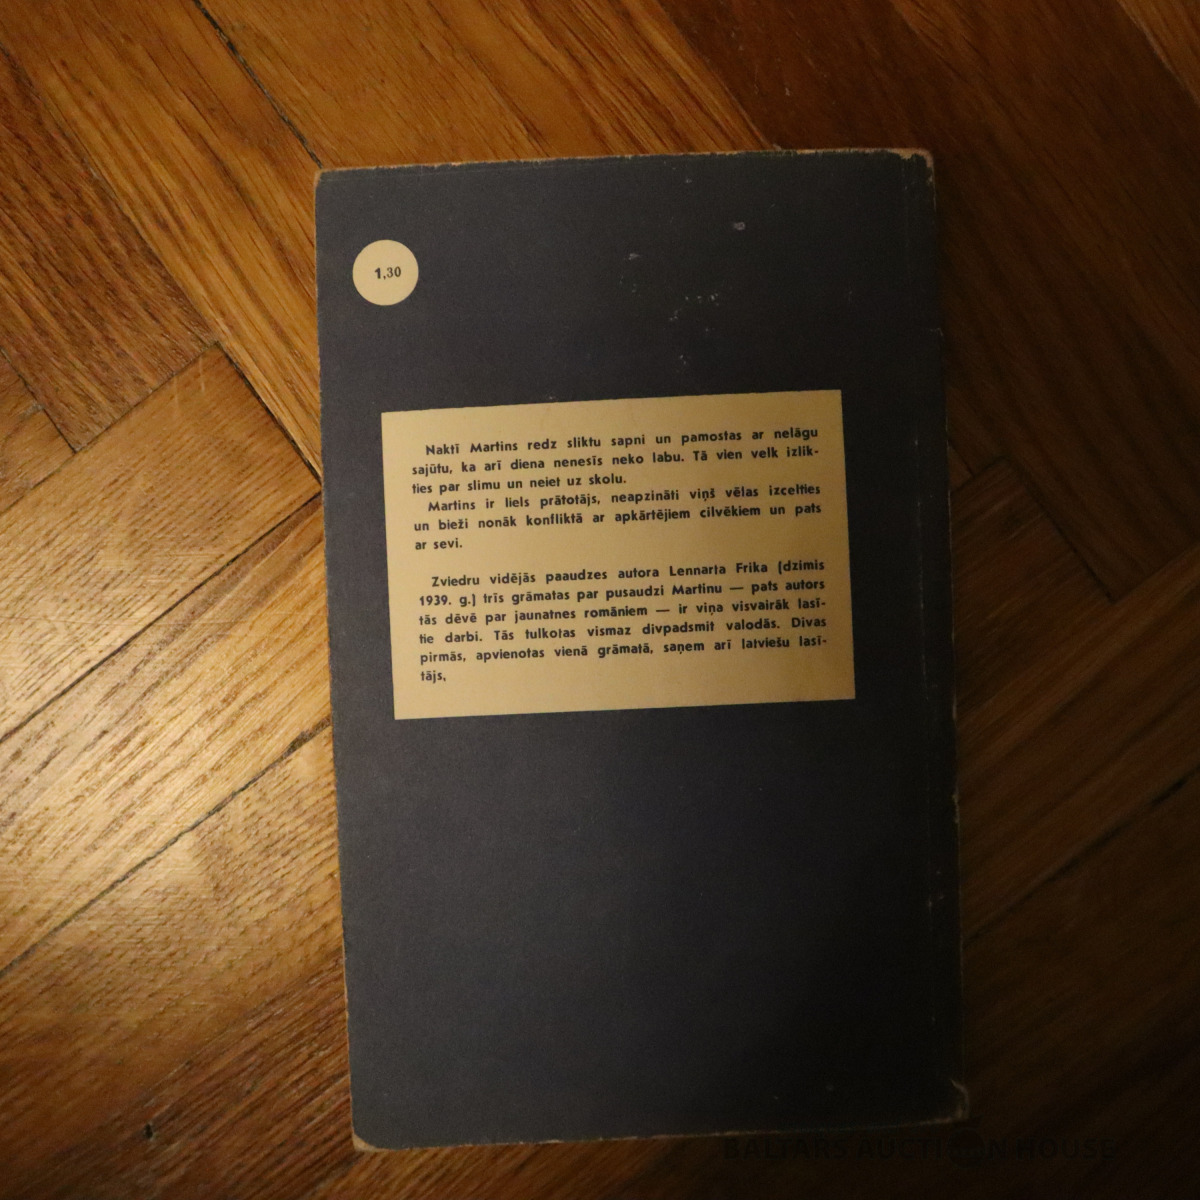 1,30
Naktī Martins redz sliktu sapni un pamostas ar nelāgu
sajūtu, ka arī diena nenesīs neko labu. Tā vien velk izlik-
ties par slimu un neiet uz skolu.
Martins ir liels prātotājs, neapzināti viņš vēlas izcelties
un bieži nonāk konfliktā ar apkārtējiem cilvēkiem un pats
ar sevi.
Zviedru vidējās paaudzes autora Lennarta Frika (dzimis
1939. g.) trīs grāmatas par pusaudzi Martinu — pats autors
tās dēvē par jaunatnes romāniem — ir viņa visvairāk lasī-
tie darbi. Tās tulkotas vismaz divpadsmit valodās. Divas
pirmās, apvienotas vienā grāmatā, saņem arī latviešu lasī-
tājs.
BALTARS AUCTION HOUSE